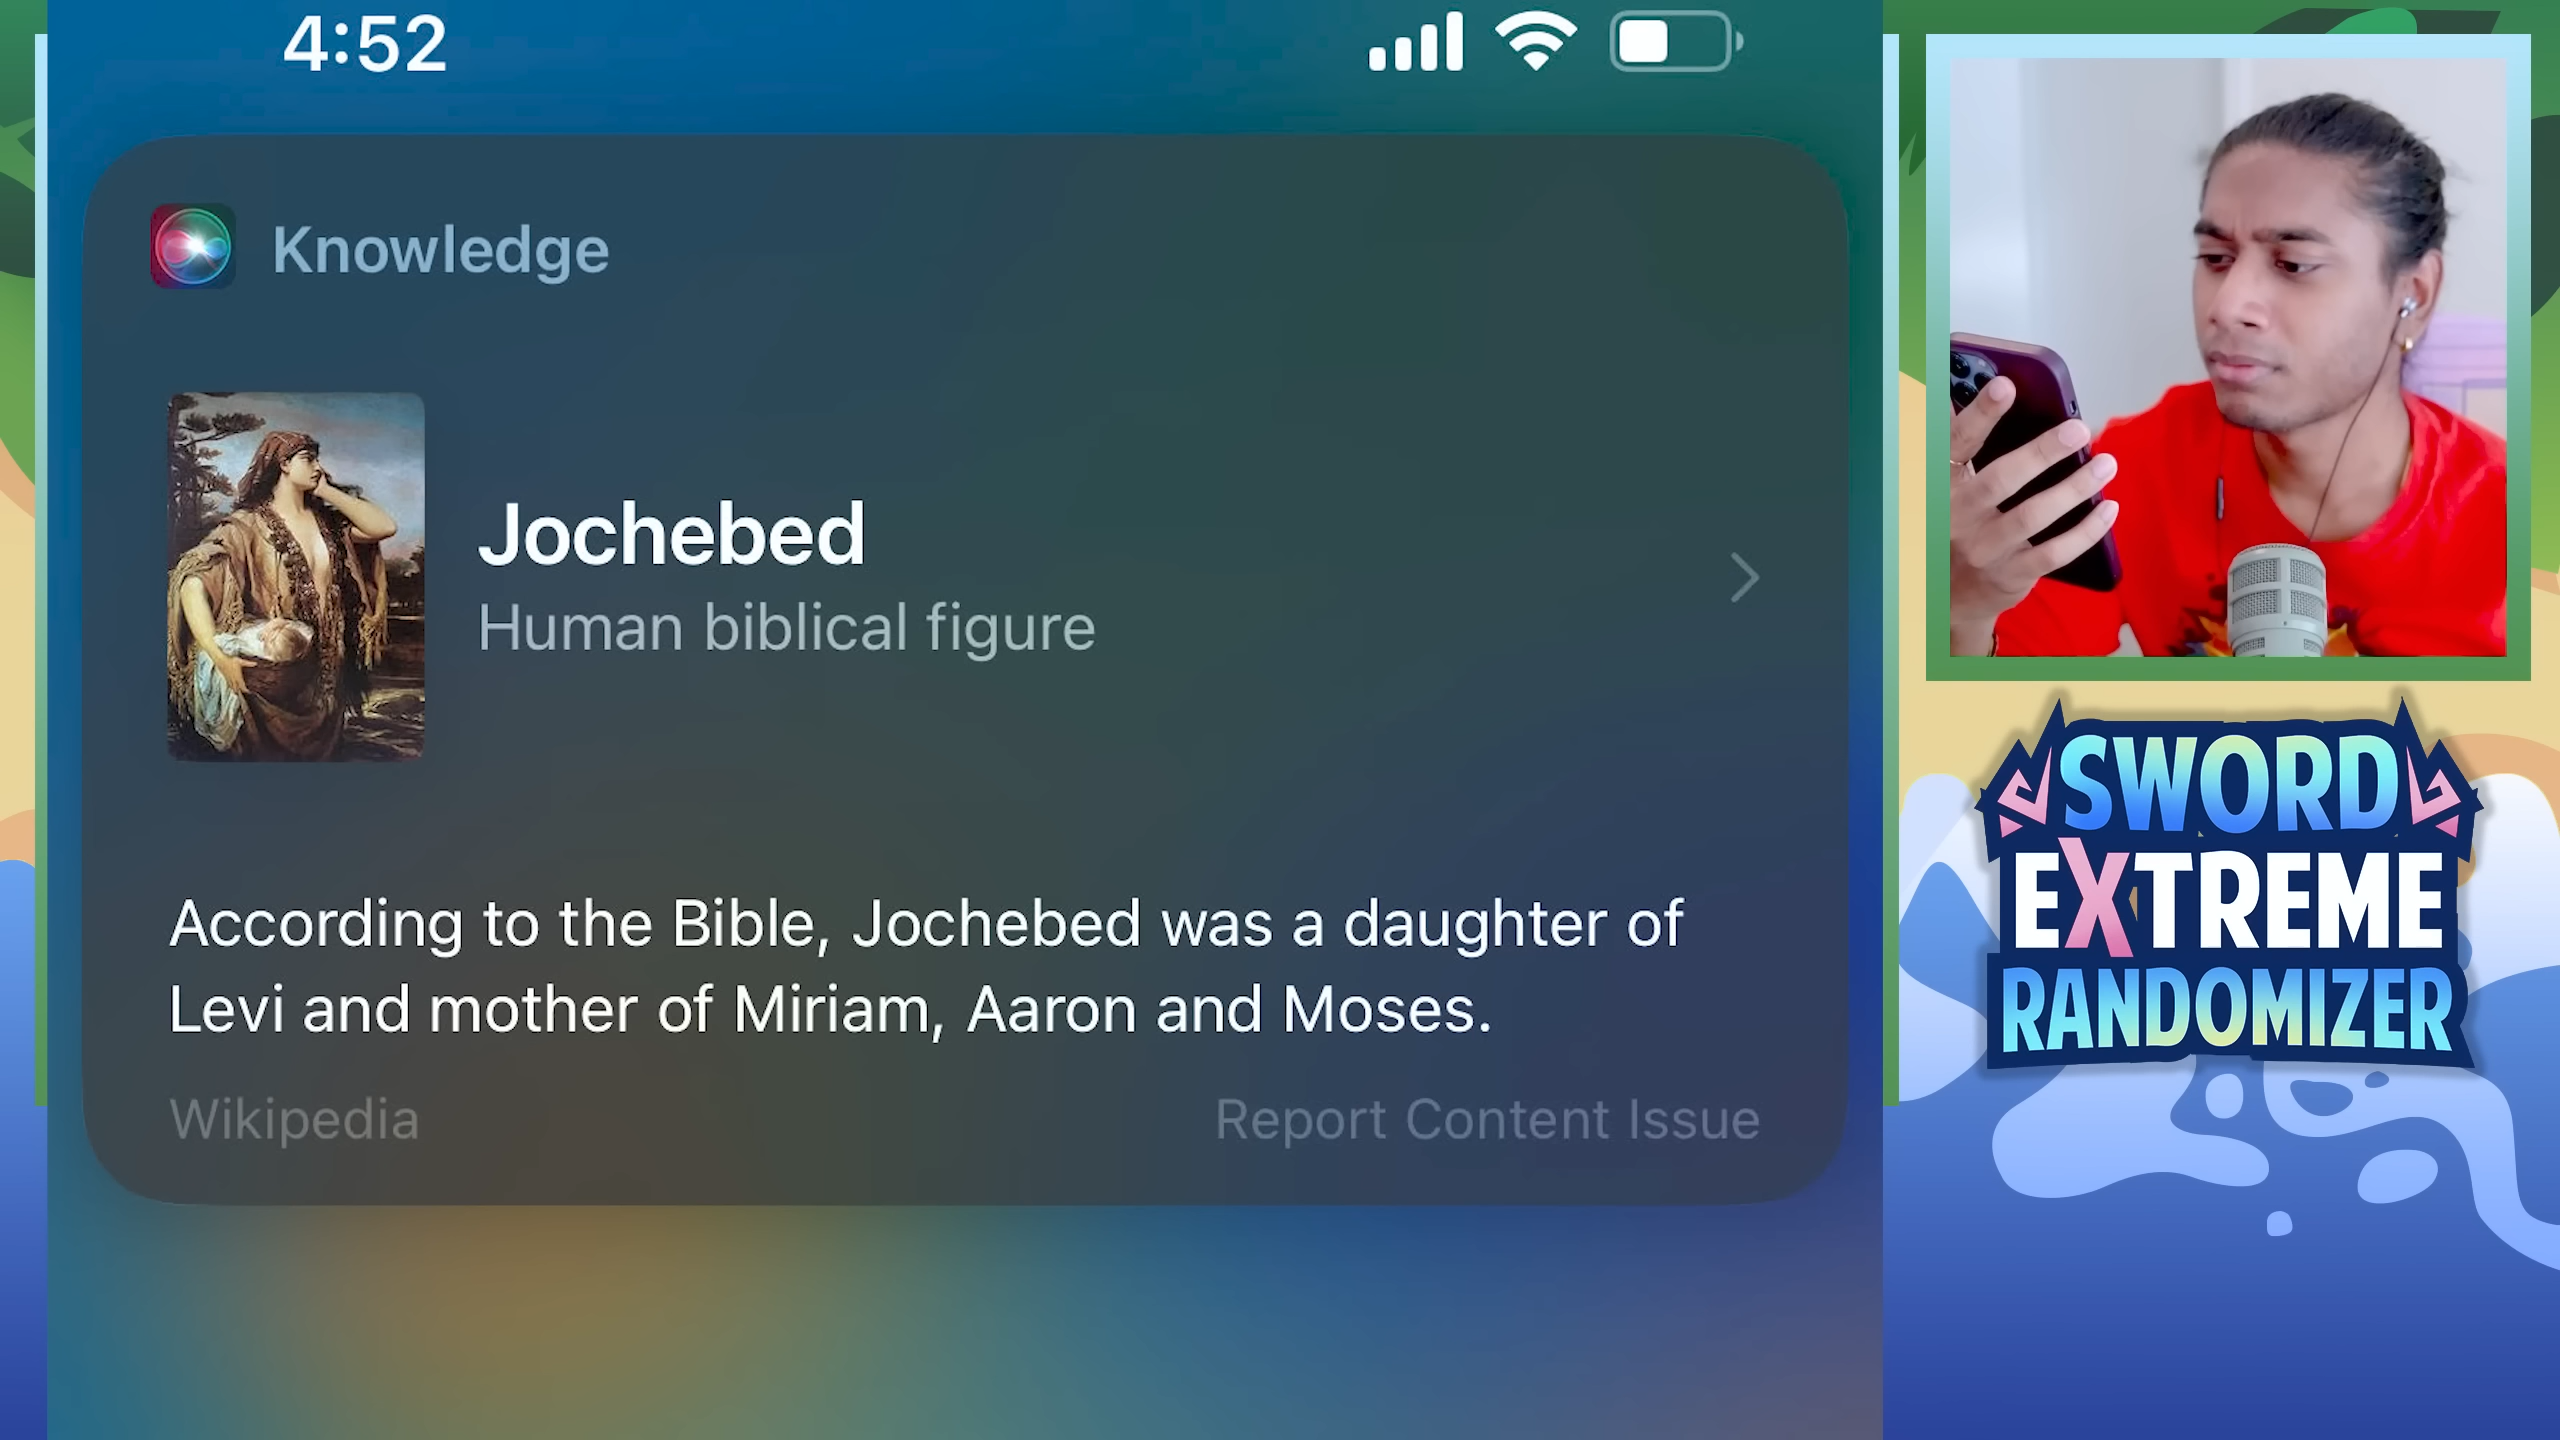 4:52
Knowledge
Jochebed
Human biblical figure
According to the Bible, Jochebed was a daughter of
Levi and mother of Miriam, Aaron and Moses.
Wikipedia
Report Content Issue
SWORD
EXTREME
RANDOMIZER